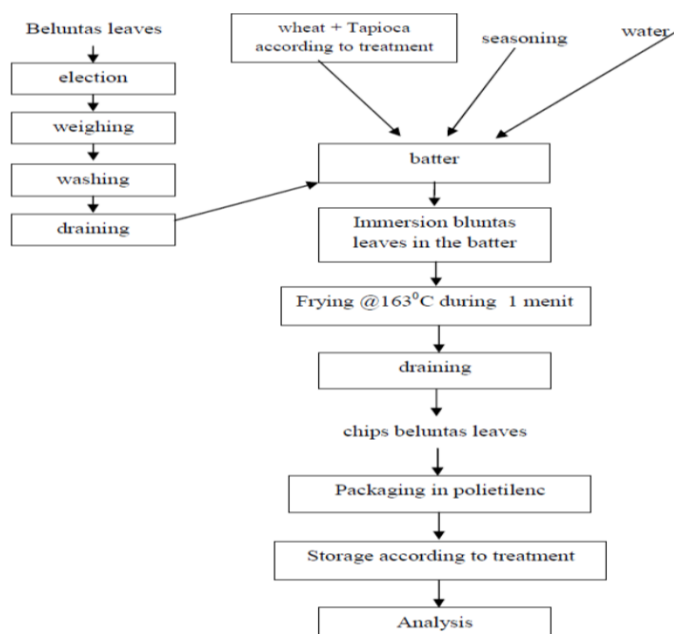 Beluntas leaves
election
weighing
washing
draining
wheat + Tapioca
according to treatment
seasoning
water
batter
Immersion bluntas
leaves in the batter
Frying @163⁰C during 1 menit
draining
chips beluntas leaves
Packaging in polietilenc
Storage according to treatment
Analysis